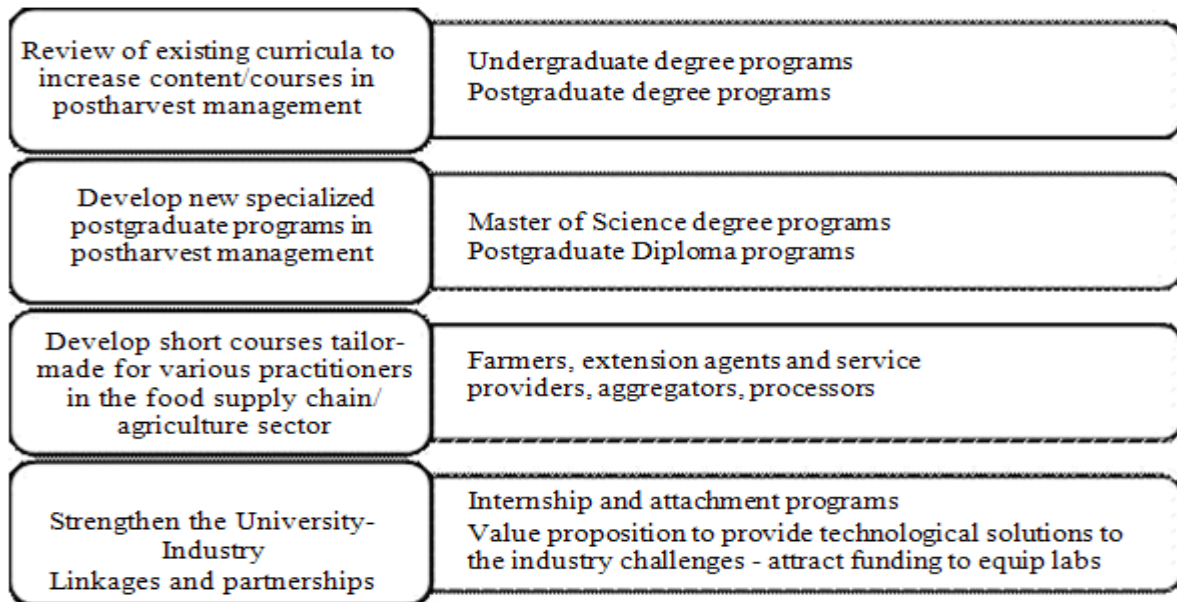 Review of existing curricula to
increase content/courses in
postharvest management
Undergraduate degree programs
Postgraduate degree programs
Develop new specialized
postgraduate programs in
postharvest management
Master of Science degree programs
Postgraduate Diploma programs
Develop short courses tailor-
made for various practitioners
in the food supply chain/
agriculture sector
Farmers, extension agents and service
providers, aggregators, processors
Strengthen the University-
Industry
Linkages and partnerships
Internship and attachment programs
Value proposition to provide technological solutions to
the industry challenges - attract funding to equip labs